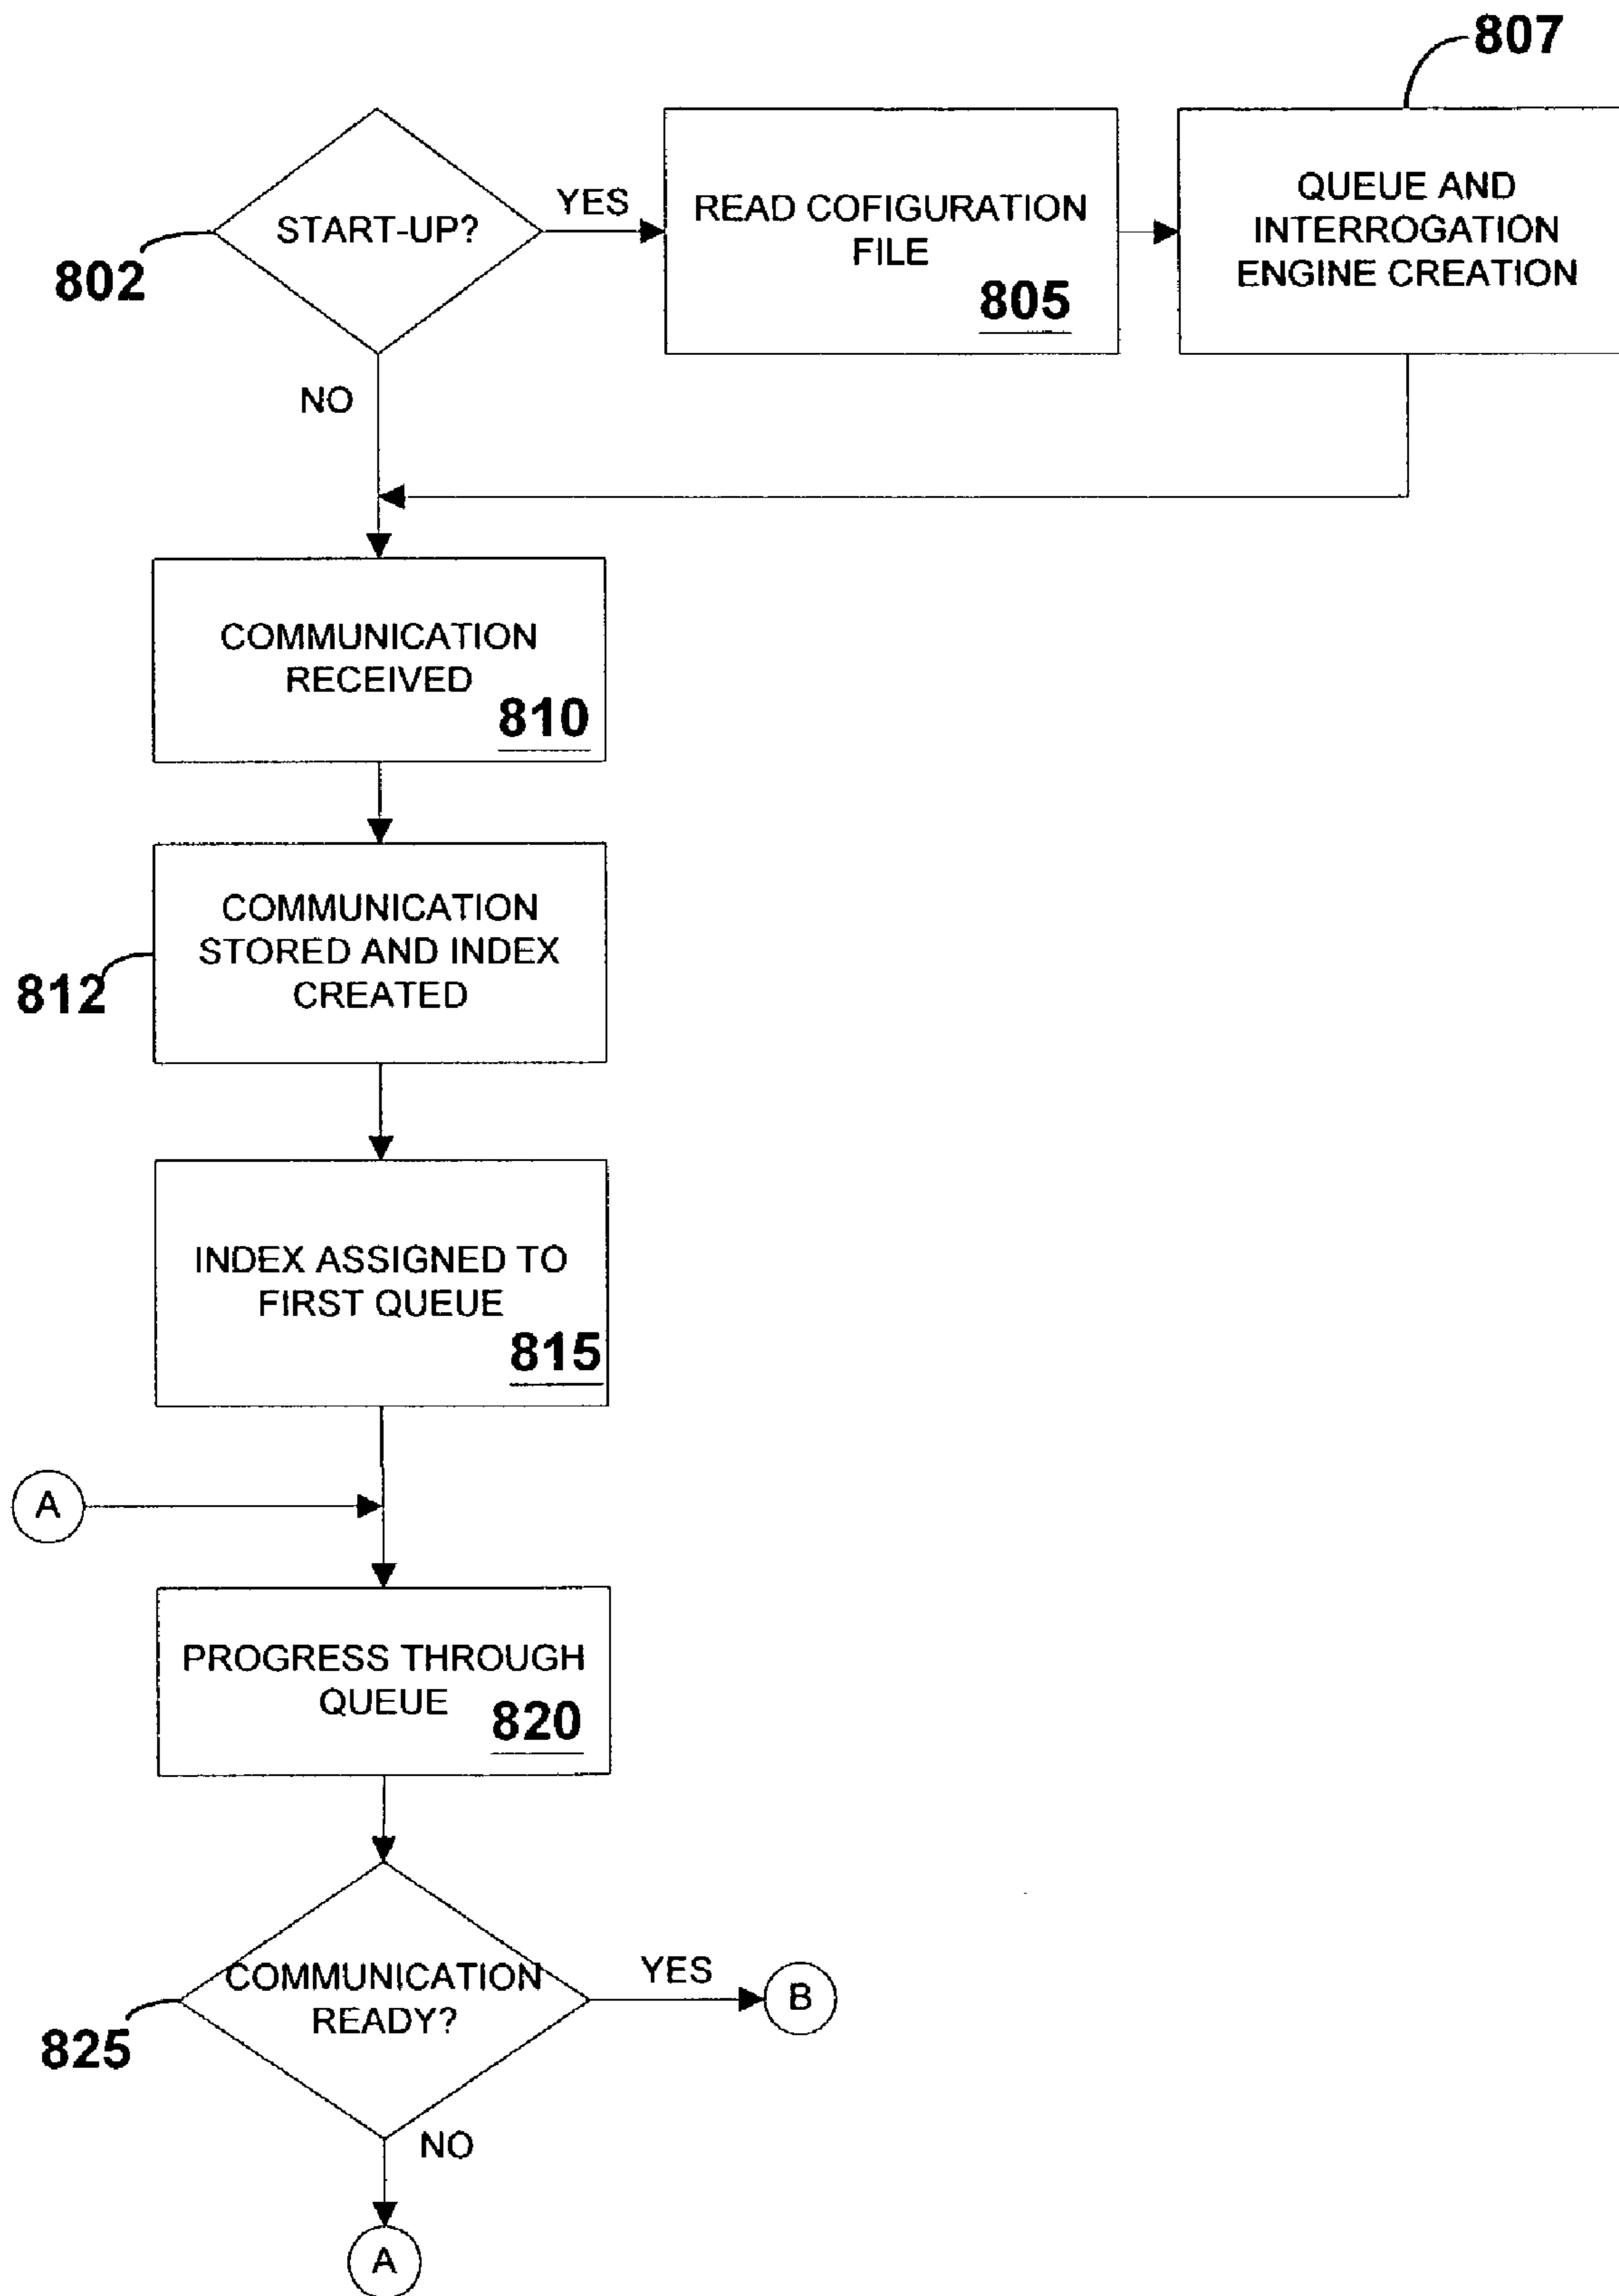 807
START-UP?
YES
READ COFIGURATION
FILE
805
QUEUE AND
INTERROGATION
ENGINE CREATION
802
NO
COMMUNICATION
RECEIVED
810
COMMUNICATION
STORED AND INDEX
CREATED
812
INDEX ASSIGNED TO
FIRST QUEUE
815
A
PROGRESS THROUGH
QUEUE
820
COMMUNICATION
READY?
YES
B
825
NO
A